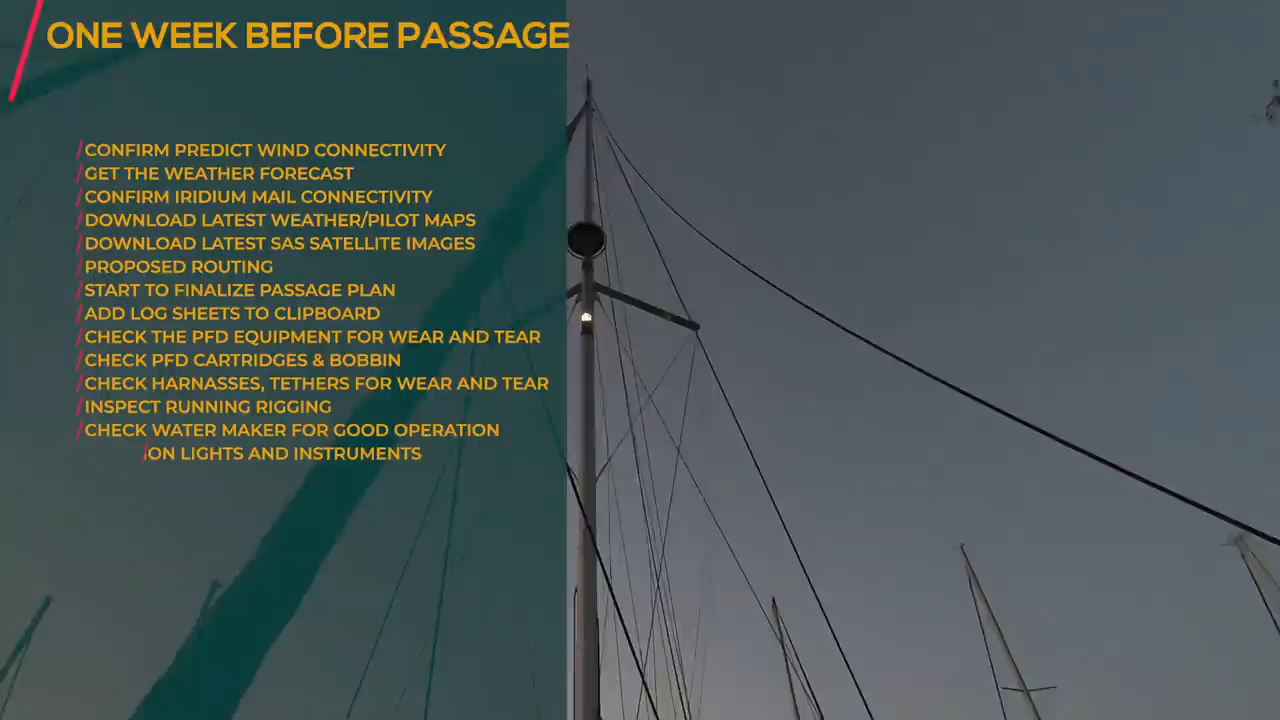 ONE WEEK BEFORE PASSAGE
/CONFIRM PREDICT WIND CONNECTIVITY
/GET THE WEATHER FORECAST
/CONFIRM IRIDIUM MAIL CONNECTIVITY
/DOWNLOAD LATEST WEATHER/PILOT MAPS
/DOWNLOAD LATEST SAS SATELLITE IMAGES
/PROPOSED ROUTING
/START TO FINALIZE PASSAGE PLAN
/ADD LOG SHEETS TO CLIPBOARD
/CHECK THE PFD EQUIPMENT FOR WEAR AND TEAR
/CHECK PFD CARTRIDGES & BOBBIN
/CHECK HARNASSES, TETHERS FOR WEAR AND TEAR
/INSPECT RUNNING RIGGING
/CHECK WATER MAKER FOR GOOD OPERATION
/ON LIGHTS AND INSTRUMENTS